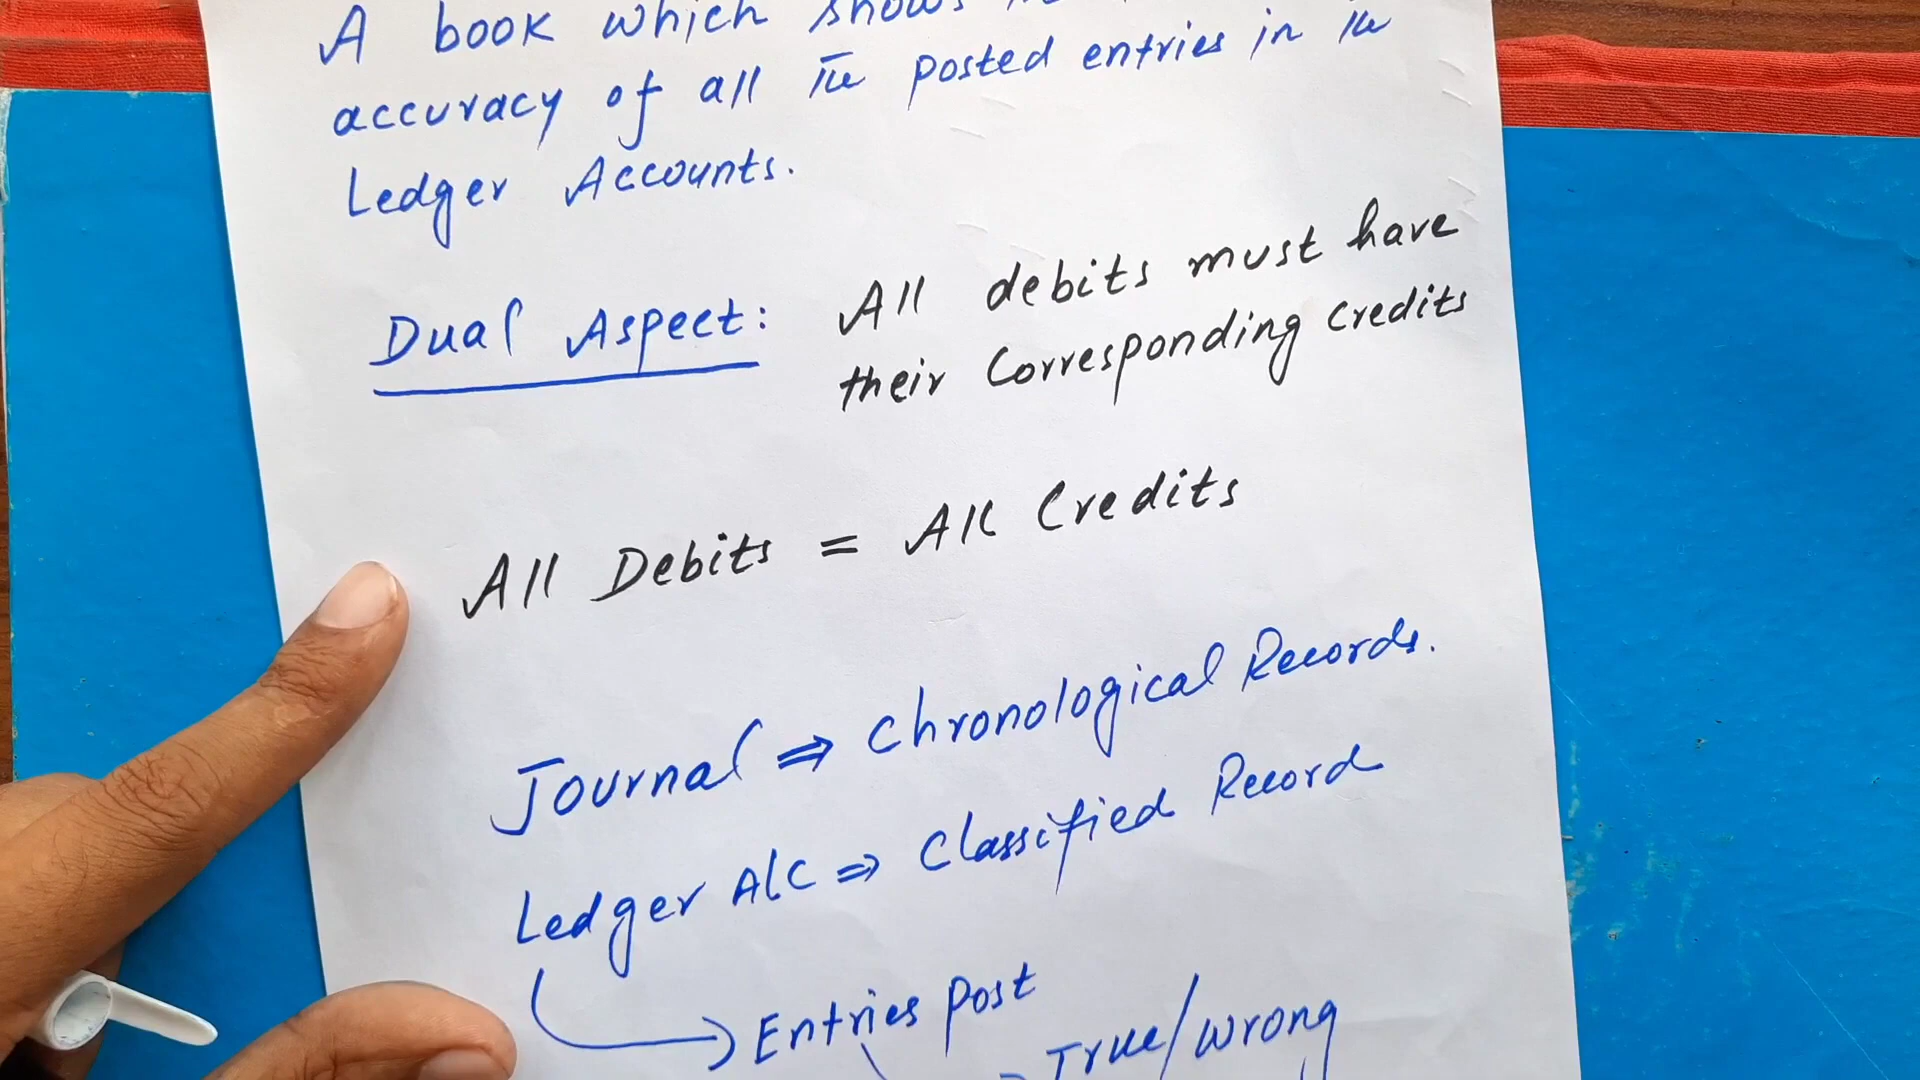 A book which shows
accuracy of all the posted entries in the
Ledger Accounts.
Dual Aspect: All debits must have
their Corresponding Credits
All Debits = All Credits
Journal ⇒ Chronological Records.
Ledger A/C ⇒ Classified Record
Entries Post
True/wrong